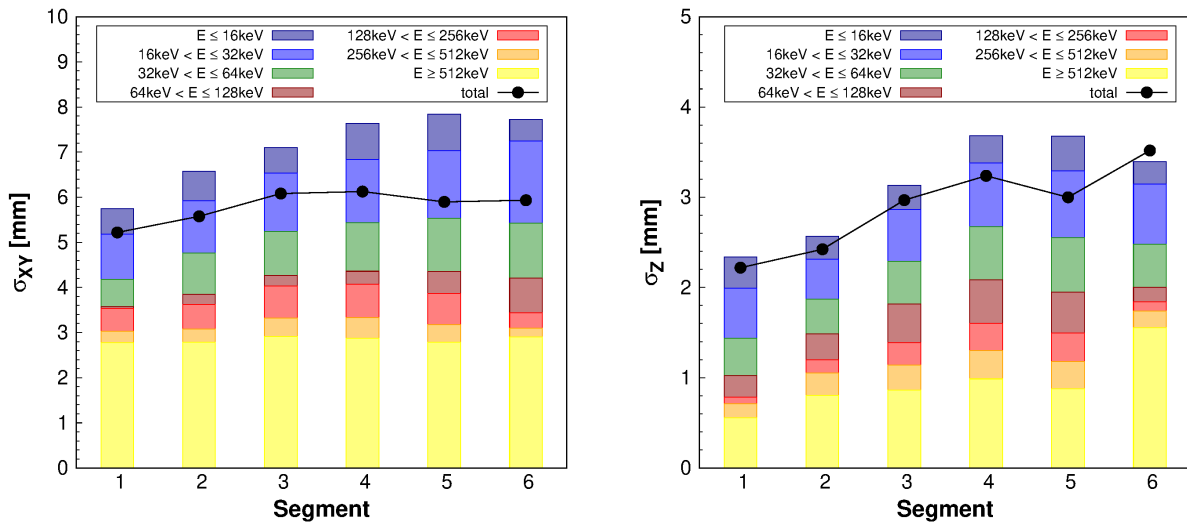 10
9
8
7
6
5
4
3
2
1
0
σXY [mm]
E ≤ 16keV
16keV < E ≤ 32keV
32keV < E ≤ 64keV
64keV < E ≤ 128keV
128keV < E ≤ 256keV
256keV < E ≤ 512keV
E ≥ 512keV
total
1 2 3 4 5 6
Segment
5
4
3
2
1
0
σZ [mm]
E ≤ 16keV
16keV < E ≤ 32keV
32keV < E ≤ 64keV
64keV < E ≤ 128keV
128keV < E ≤ 256keV
256keV < E ≤ 512keV
E ≥ 512keV
total
1 2 3 4 5 6
Segment